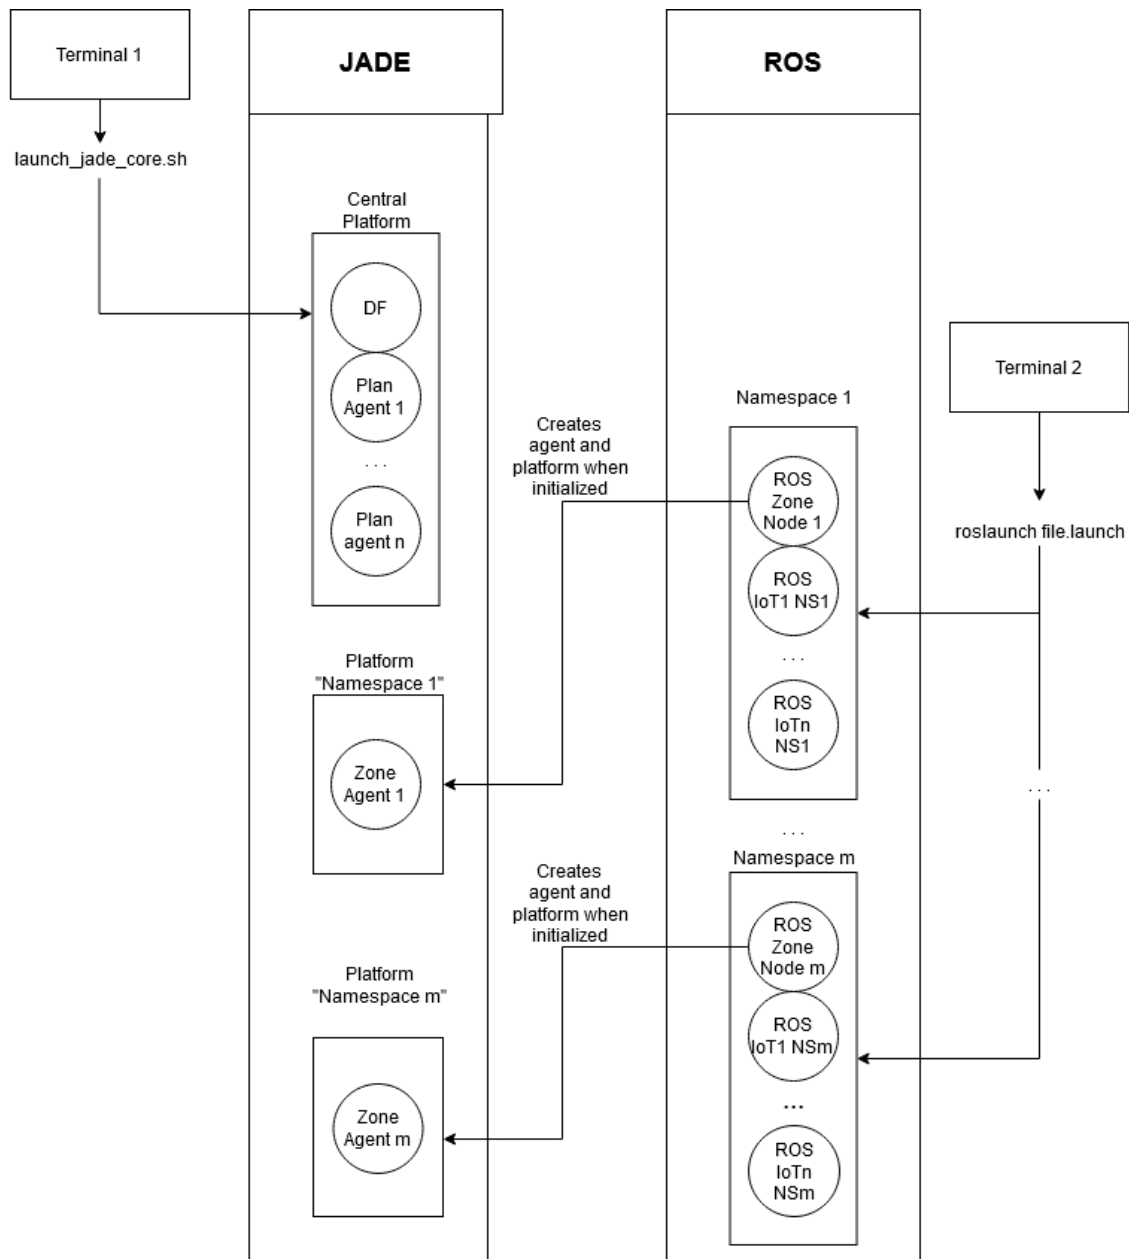 Terminal 1
JADE
ROS
launch_jade_core.sh
Central
Platform
DF
Plan
Agent 1
. . .
Plan
agent n
Terminal 2
roslaunch file.launch
. . .
Namespace 1
ROS
Zone
Node 1
ROS
IoT1 NS1
. . .
ROS
IoTn
NS1
Creates
agent and
platform when
initialized
Platform
"Namespace 1"
Zone
Agent 1
. . .
Namespace m
ROS
Zone
Node m
ROS
IoT1 NSm
...
ROS
IoTn
NSm
Creates
agent and
platform when
initialized
Platform
"Namespace m"
Zone
Agent m